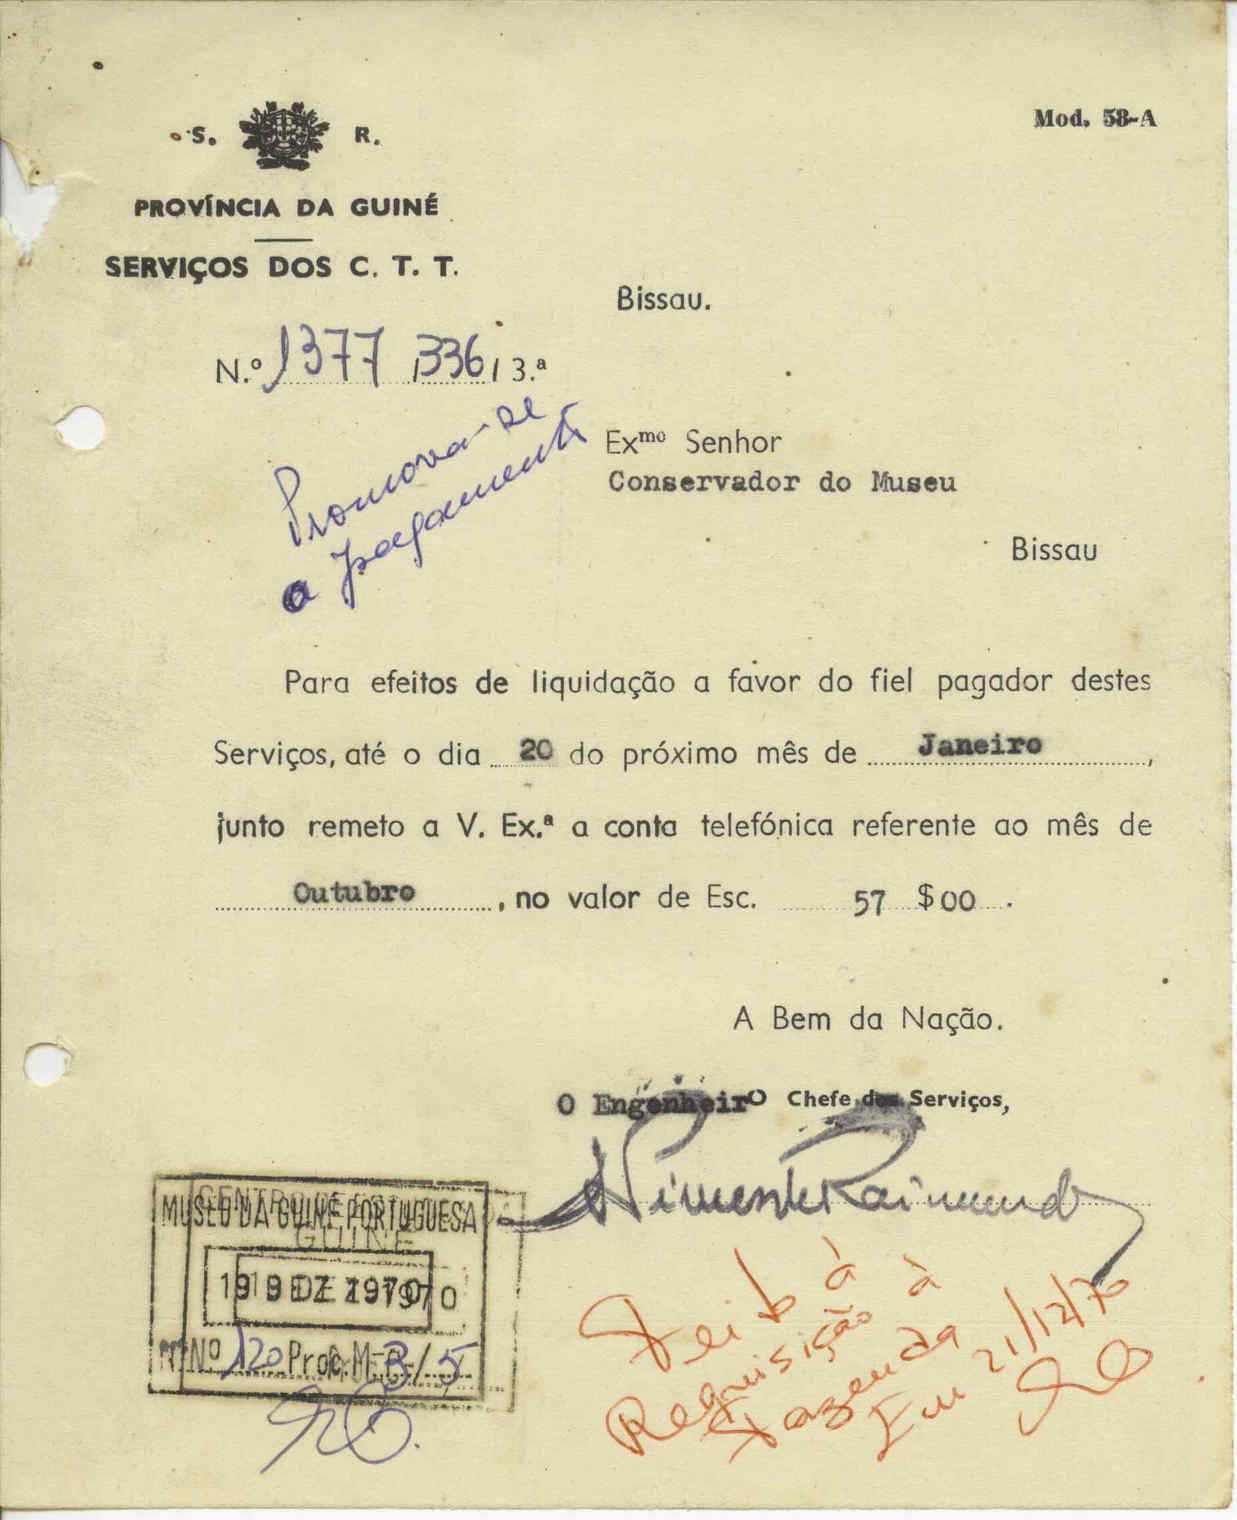 S. R.
Mod. 58-A
PROVÍNCIA DA GUINÉ
SERVIÇOS DOS C. T. T.
Bissau.
N.º 1377 /336/ 3.ª
Promova-se
o pagamento
Exmo Senhor
Conservador do Museu
Bissau
Para efeitos de liquidação a favor do fiel pagador destes
Serviços, até o dia 20 do próximo mês de Janeiro,
junto remeto a V. Ex.ª a conta telefónica referente ao mês de
Outubro, no valor de Esc. 57 $00.
A Bem da Nação.
O Engenheiro Chefe dos Serviços,
Pimenta Raimundo
MUSEU DA GUINÉ PORTUGUESA
19 DEZ 1970
Nº 120 Proc. M-3/5
Feito à
Requisição à
Fazenda
Em 21/12/70